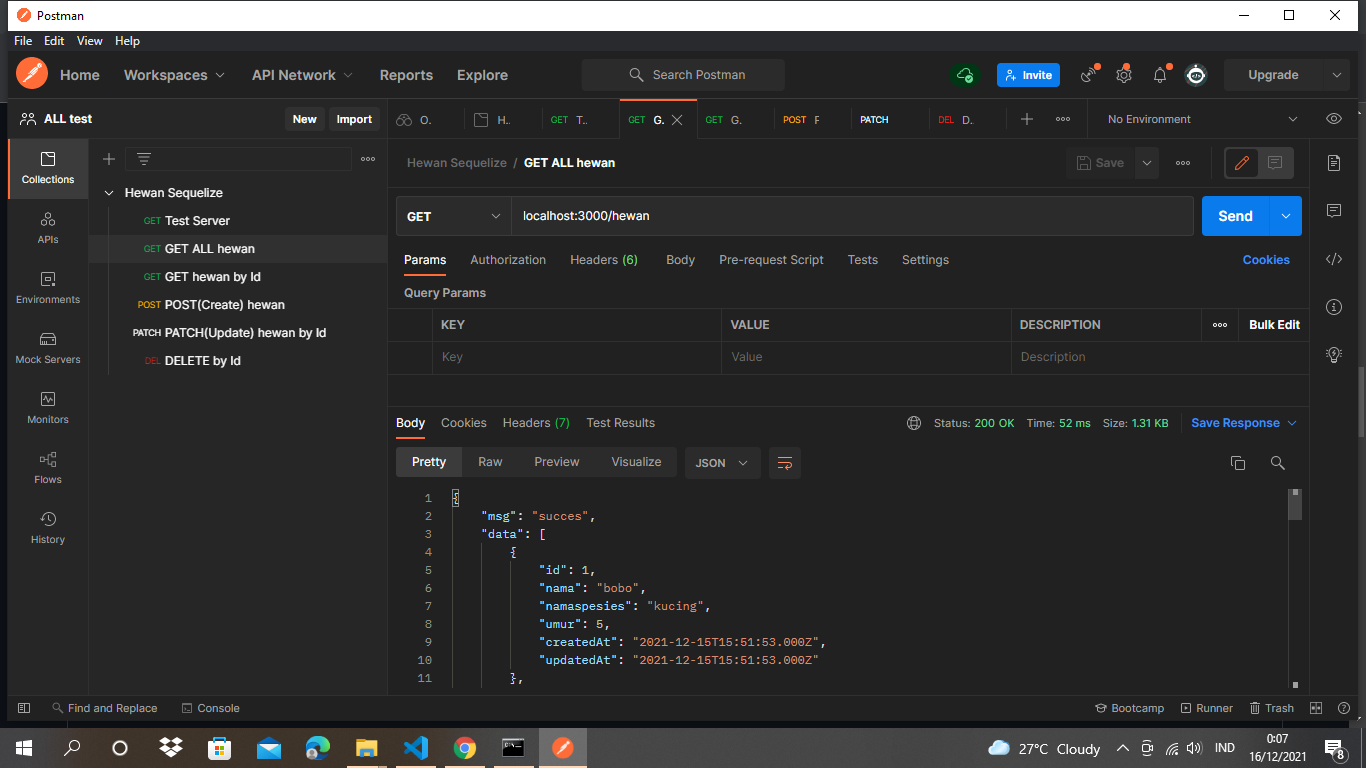 Postman
File Edit View Help
Home Workspaces API Network Reports Explore Search Postman Invite Upgrade
ALL test New Import
O.. H.. GET T.. GET G. GET G. POST F PATCH DEL D. No Environment
Collections
APIs
Environments
Mock Servers
Monitors
Flows
History
Hewan Sequelize
GET Test Server
GET GET ALL hewan
GET GET hewan by Id
POST POST(Create) hewan
PATCH PATCH(Update) hewan by Id
DEL DELETE by Id
Hewan Sequelize / GET ALL hewan Save
GET localhost:3000/hewan Send
Params Authorization Headers (6) Body Pre-request Script Tests Settings Cookies
Query Params
KEY VALUE DESCRIPTION Bulk Edit
Key Value Description
Body Cookies Headers (7) Test Results Status: 200 OK Time: 52 ms Size: 1.31 KB Save Response
Pretty Raw Preview Visualize JSON
1 {
2 "msg": "succes",
3 "data": [
4 {
5 "id": 1,
6 "nama": "bobo",
7 "namaspesies": "kucing",
8 "umur": 5,
9 "createdAt": "2021-12-15T15:51:53.000Z",
10 "updatedAt": "2021-12-15T15:51:53.000Z"
11 },
Find and Replace Console Bootcamp Runner Trash
27°C Cloudy IND 0:07
16/12/2021 8